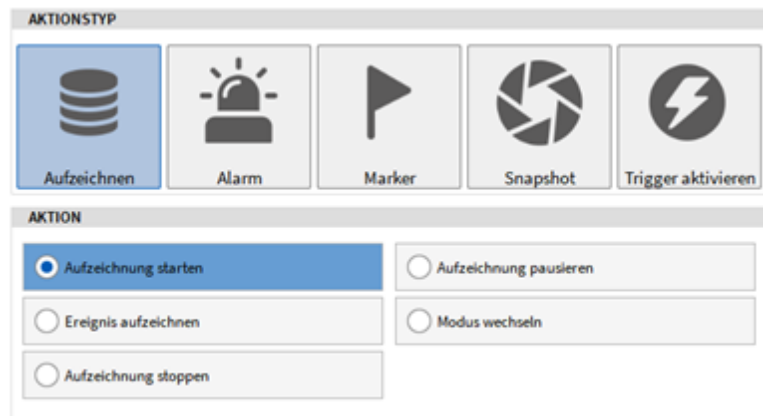 AKTIONSTYP
Aufzeichnen
Alarm
Marker
Snapshot
Trigger aktivieren
AKTION
Aufzeichnung starten
Aufzeichnung pausieren
Ereignis aufzeichnen
Modus wechseln
Aufzeichnung stoppen